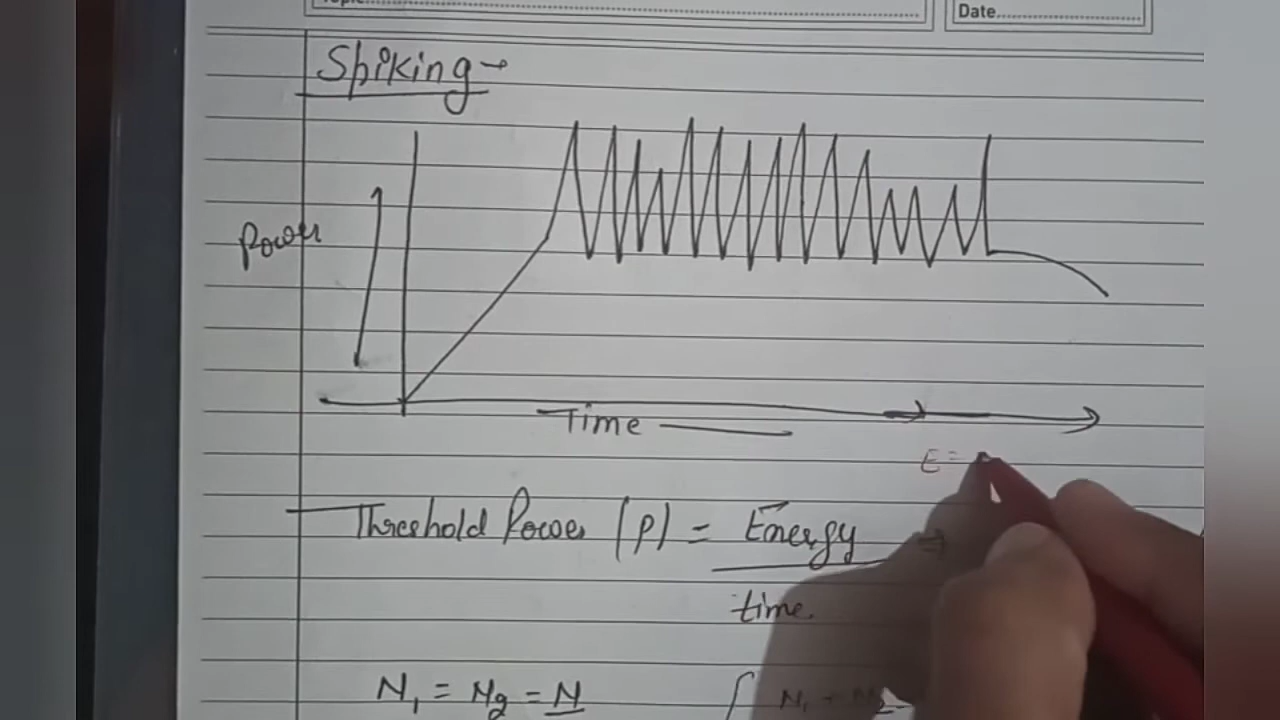 Date
Spiking →
Power
Time
E =
Threshold Power (P) = Energy
time.
N₁ = N₂ = N